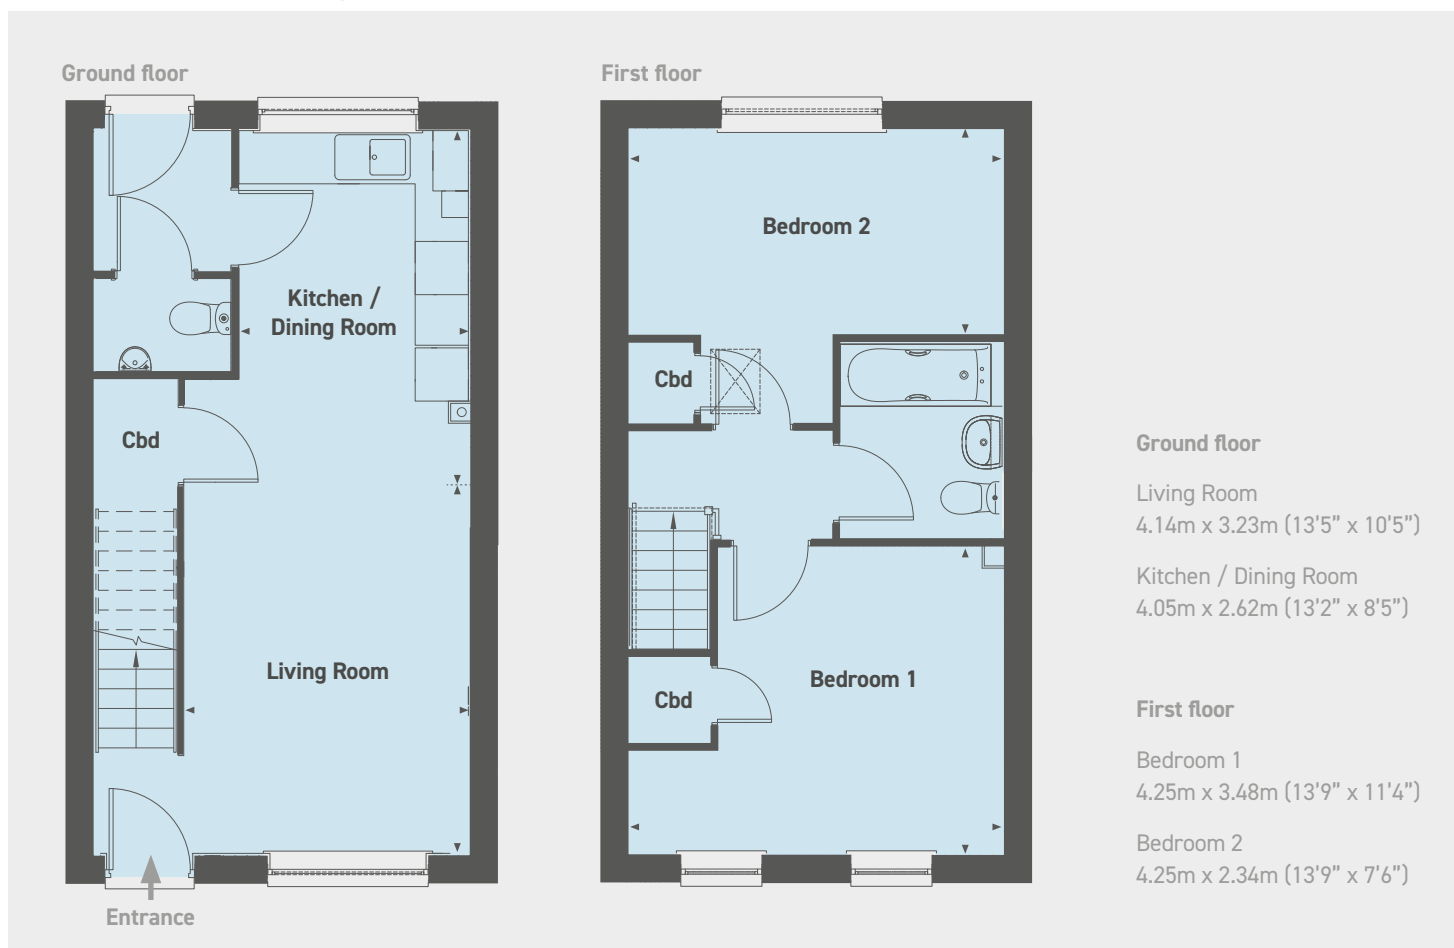 Ground floor
Kitchen /
Dining Room
Cbd
Living Room
Entrance
First floor
Bedroom 2
Cbd
Bedroom 1
Cbd
Ground floor
Living Room
4.14m x 3.23m (13’5” x 10’5”)
Kitchen / Dining Room
4.05m x 2.62m (13’2” x 8’5”)
First floor
Bedroom 1
4.25m x 3.48m (13’9” x 11’4”)
Bedroom 2
4.25m x 2.34m (13’9” x 7’6”)